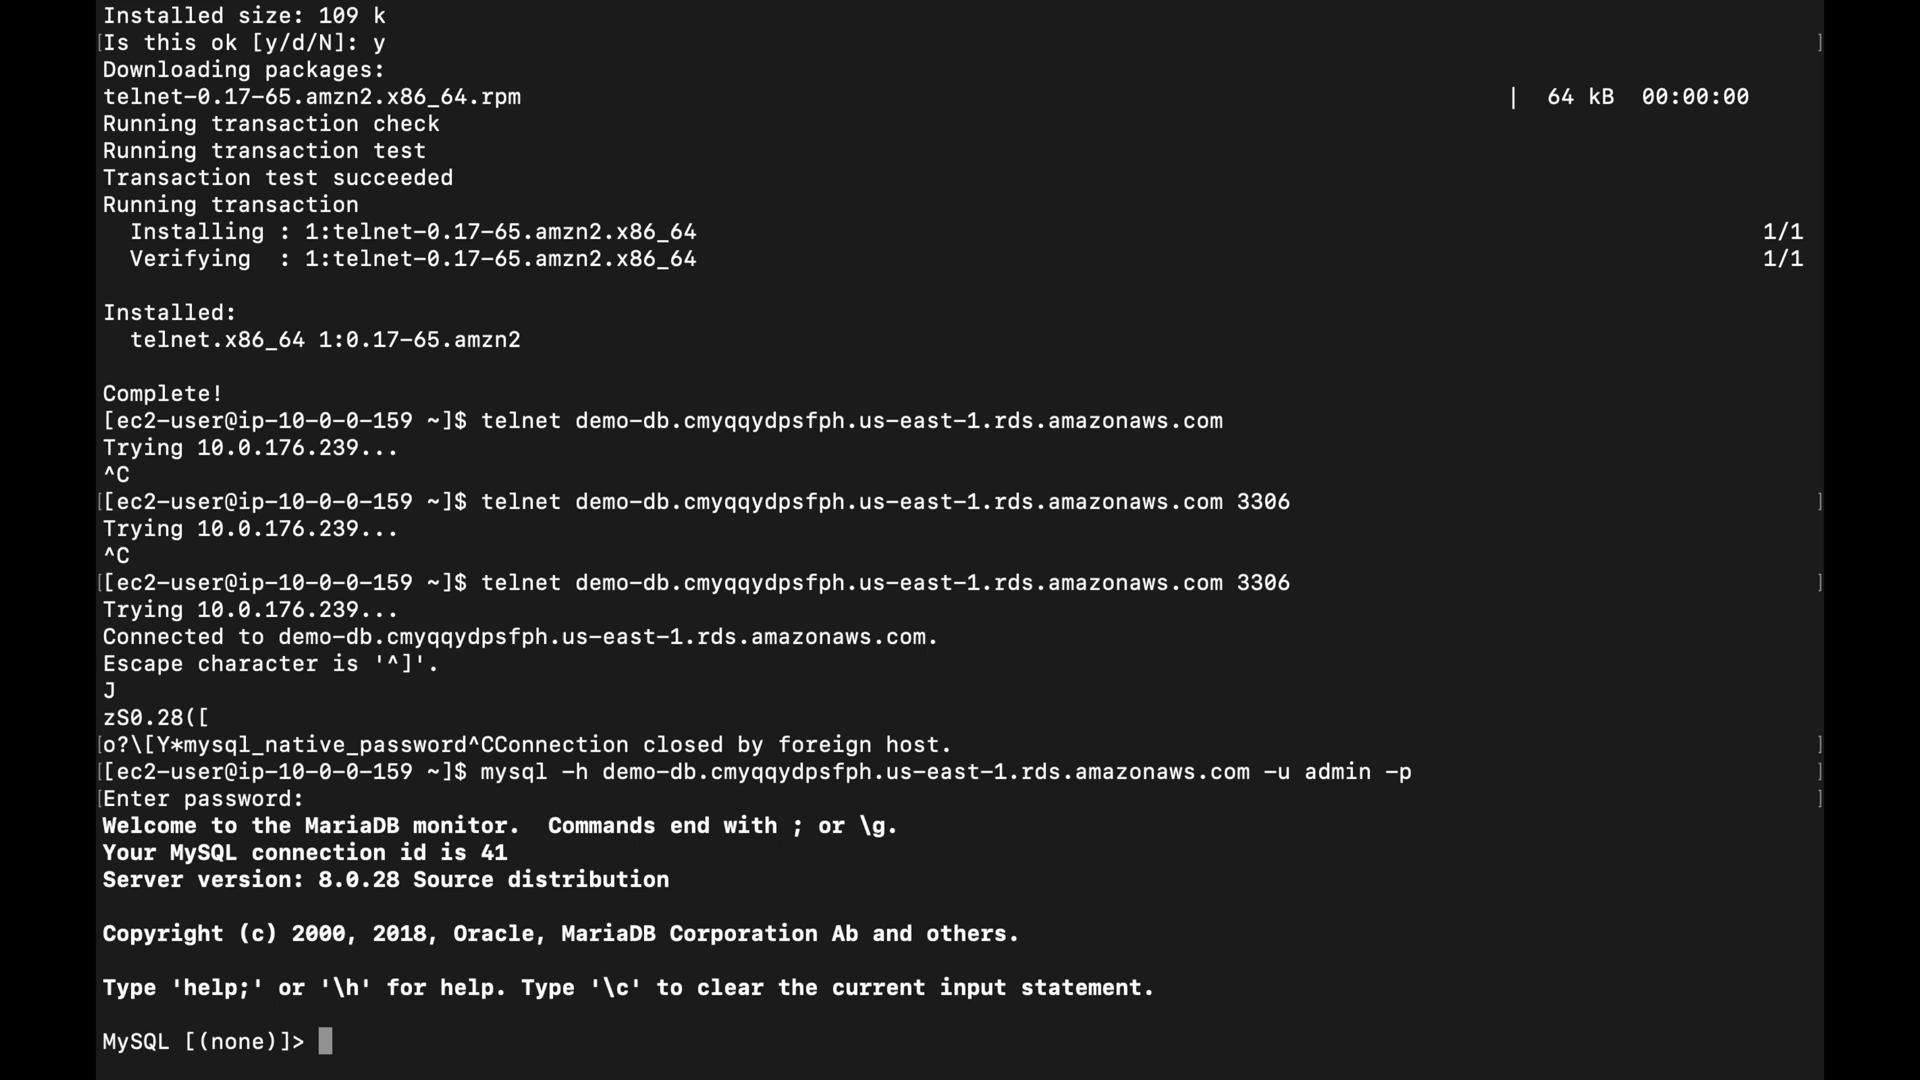 Installed size: 109 k
[Is this ok [y/d/N]: y ]
Downloading packages:
telnet-0.17-65.amzn2.x86_64.rpm | 64 kB 00:00:00
Running transaction check
Running transaction test
Transaction test succeeded
Running transaction
  Installing : 1:telnet-0.17-65.amzn2.x86_64 1/1
  Verifying  : 1:telnet-0.17-65.amzn2.x86_64 1/1
Installed:
  telnet.x86_64 1:0.17-65.amzn2
Complete!
[ec2-user@ip-10-0-0-159 ~]$ telnet demo-db.cmyqqydpsfph.us-east-1.rds.amazonaws.com
Trying 10.0.176.239...
^C
[[ec2-user@ip-10-0-0-159 ~]$ telnet demo-db.cmyqqydpsfph.us-east-1.rds.amazonaws.com 3306 ]
Trying 10.0.176.239...
^C
[[ec2-user@ip-10-0-0-159 ~]$ telnet demo-db.cmyqqydpsfph.us-east-1.rds.amazonaws.com 3306 ]
Trying 10.0.176.239...
Connected to demo-db.cmyqqydpsfph.us-east-1.rds.amazonaws.com.
Escape character is '^]'.
J
zS0.28([
[o?\[Y*mysql_native_password^CConnection closed by foreign host. ]
[[ec2-user@ip-10-0-0-159 ~]$ mysql -h demo-db.cmyqqydpsfph.us-east-1.rds.amazonaws.com -u admin -p ]
[Enter password: ]
Welcome to the MariaDB monitor.  Commands end with ; or \g.
Your MySQL connection id is 41
Server version: 8.0.28 Source distribution
Copyright (c) 2000, 2018, Oracle, MariaDB Corporation Ab and others.
Type 'help;' or '\h' for help. Type '\c' to clear the current input statement.
MySQL [(none)]>